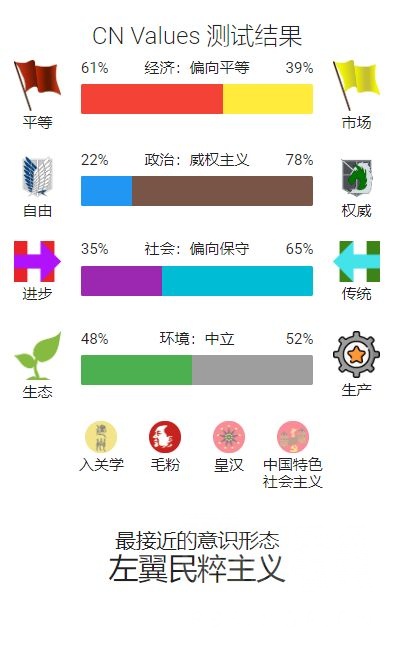 CN Values 测试结果
61% 经济：偏向平等 39%
平等 市场
22% 政治：威权主义 78%
自由 权威
35% 社会：偏向保守 65%
进步 传统
48% 环境：中立 52%
生态 生产
入关学 毛粉 皇汉 中国特色
社会主义
最接近的意识形态
左翼民粹主义